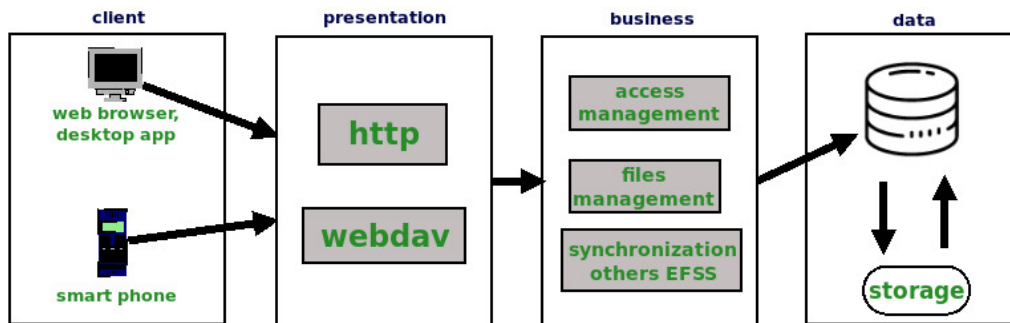 client
web browser,
desktop app
smart phone
presentation
http
webdav
business
access
management
files
management
synchronization
others EFSS
data
storage